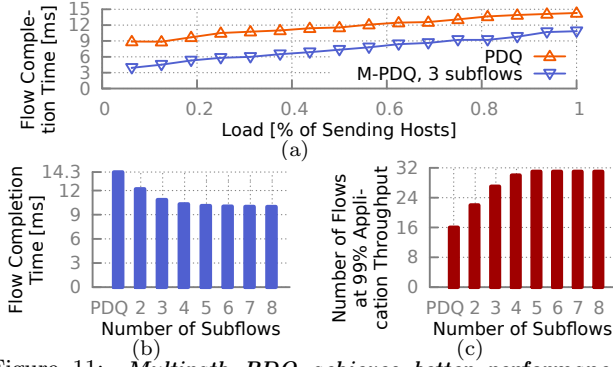 Flow Comple-
tion Time [ms]
15
12
9
6
3
0
PDQ
M-PDQ, 3 subflows
0 0.2 0.4 0.6 0.8 1
Load [% of Sending Hosts]
(a)
Flow Completion
Time [ms]
14.3
12
9
6
3
0
PDQ 2 3 4 5 6 7 8
Number of Subflows
(b)
Number of Flows
at 99% Appli-
cation Throughput
32
24
16
8
0
PDQ 2 3 4 5 6 7 8
Number of Subflows
(c)
Figure 11: Multipath PDQ achieves better